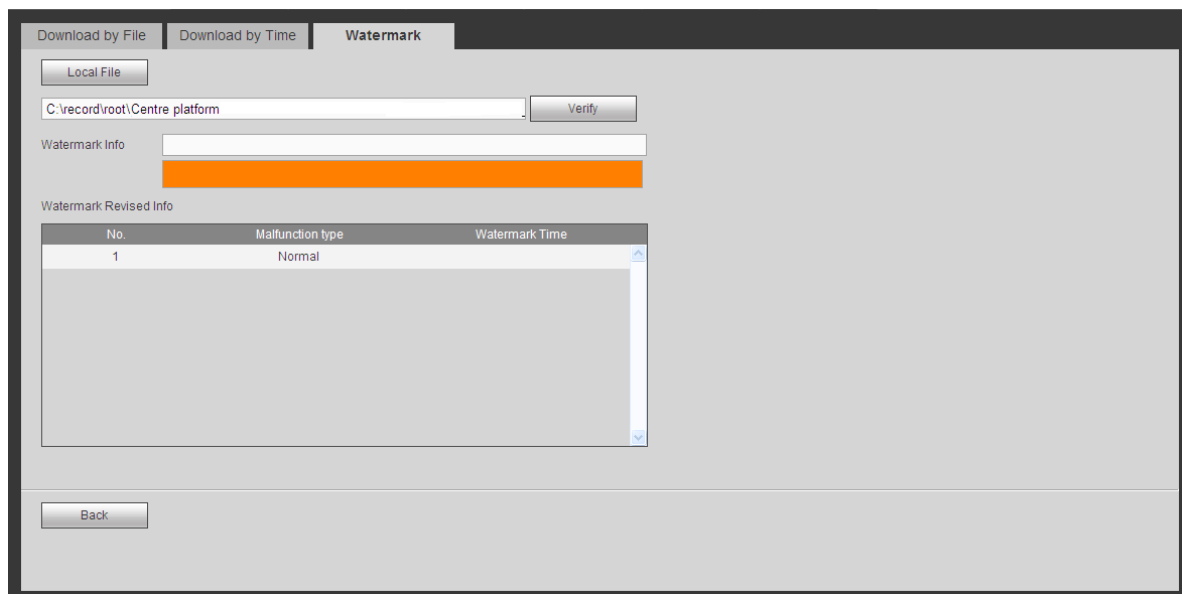 Download by File Download by Time Watermark
Local File
C:\record\root\Centre platform Verify
Watermark Info
Watermark Revised Info
No. Malfunction type Watermark Time
1 Normal
Back